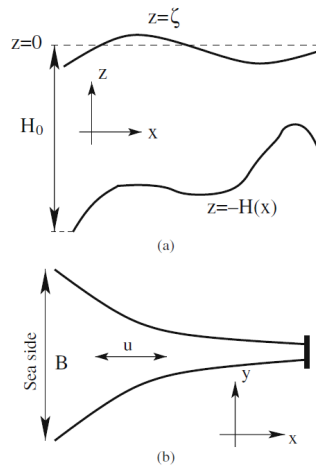 z=ζ
z=0
z
H₀
x
z=–H(x)
(a)
Sea side
B
u
y
x
(b)